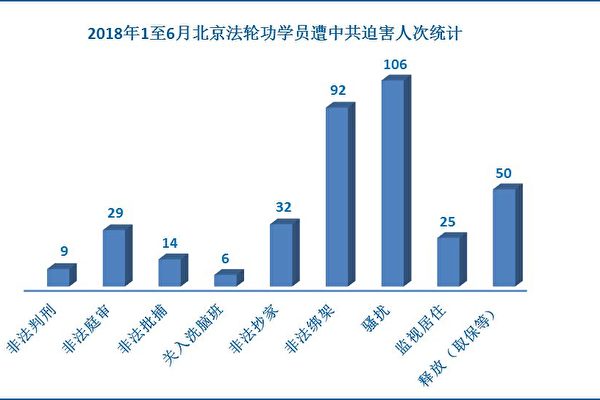 2018年1至6月北京法轮功学员遭中共迫害人次统计
9
29
14
6
32
92
106
25
50
非法判刑
非法庭审
非法批捕
关入洗脑班
非法抄家
非法绑架
骚扰
监视居住
释放（取保等）